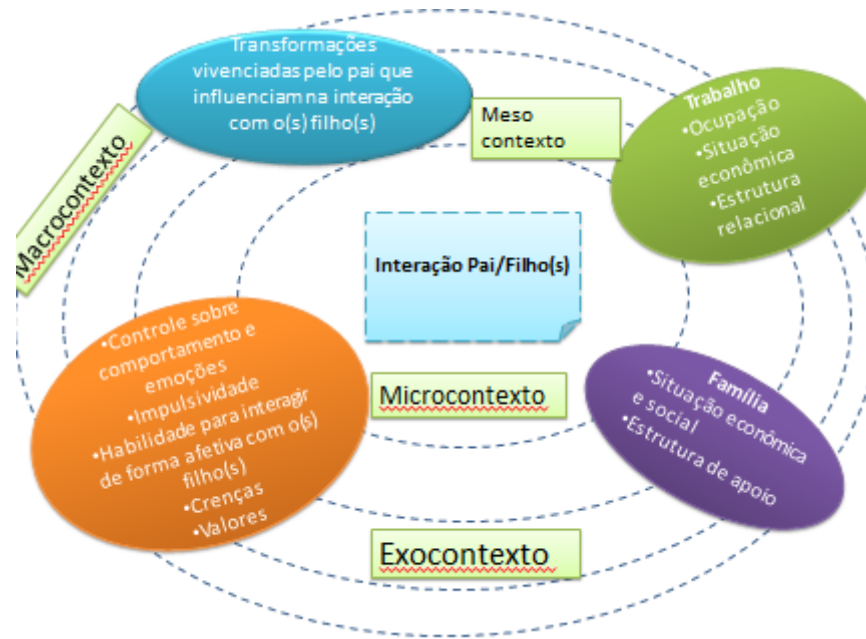 Transformações
vivenciadas pelo pai que
influenciam na interação
com o(s) filho(s)
Macrocontexto
Meso
contexto
Trabalho
•Ocupação
•Situação
econômica
•Estrutura
relacional
Interação Pai/Filho(s)
•Controle sobre
comportamento e
emoções
•Impulsividade
•Habilidade para interagir
de forma afetiva com o(s)
filho(s)
•Crenças
•Valores
Microcontexto
Família
•Situação econômica
e social
•Estrutura de apoio
Exocontexto